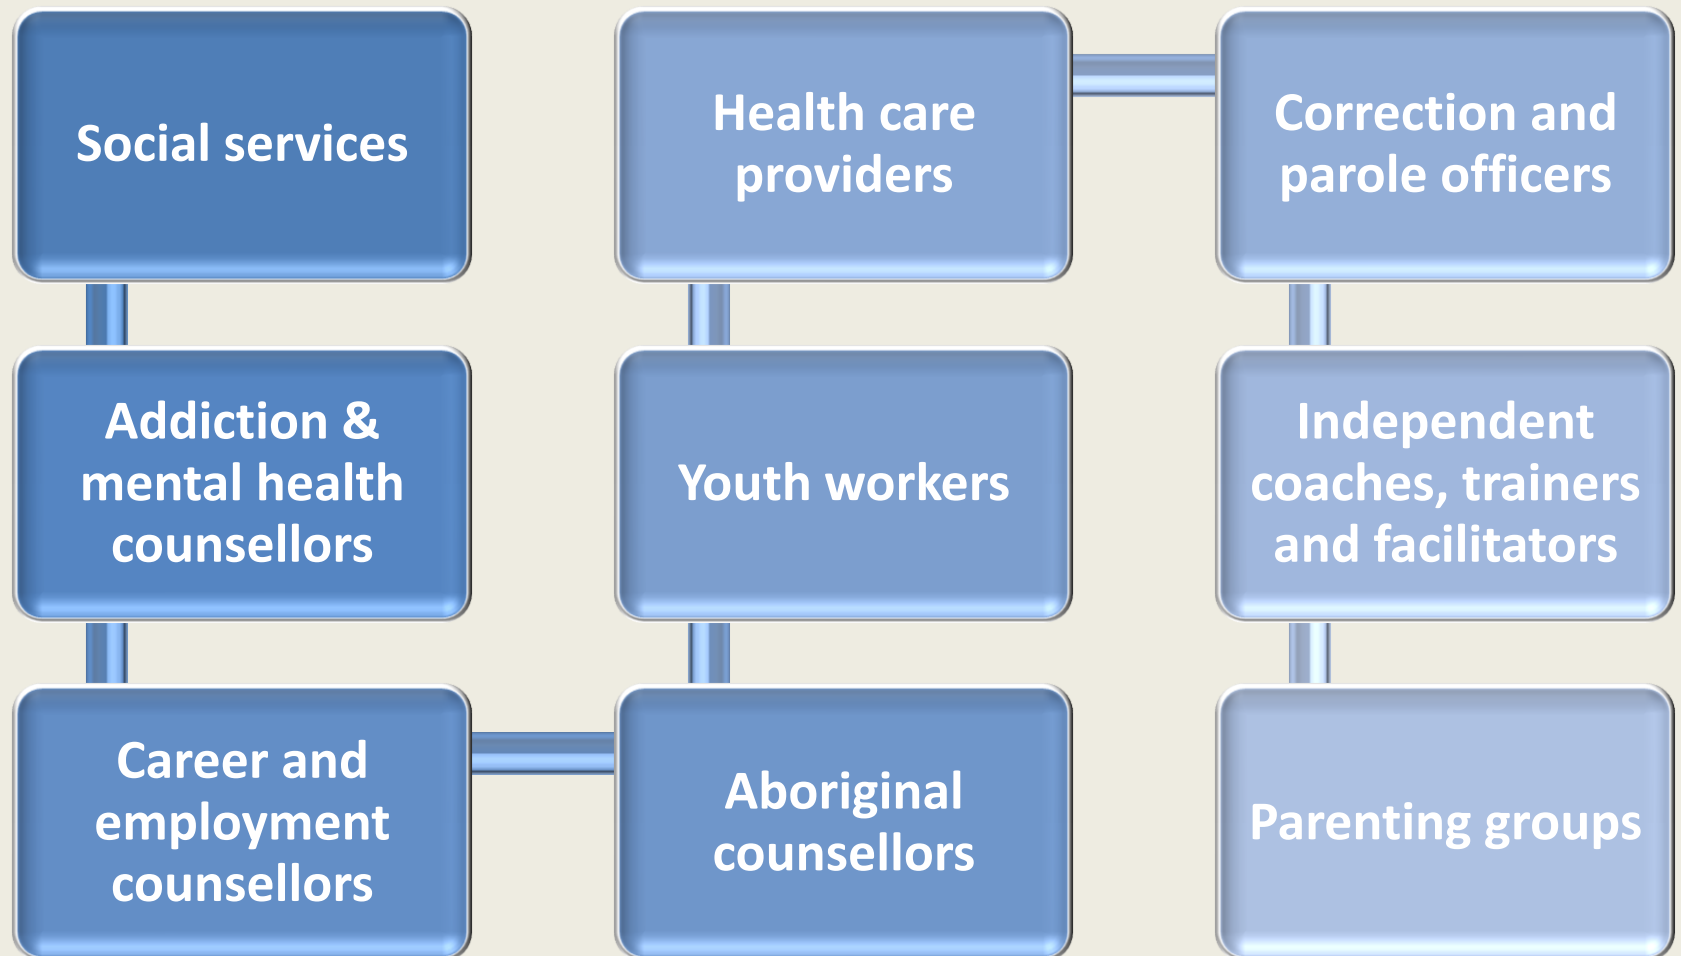 Social services
Addiction &
mental health
counsellors
Career and
employment
counsellors
Aboriginal
counsellors
Youth workers
Health care
providers
Correction and
parole officers
Independent
coaches, trainers
and facilitators
Parenting groups